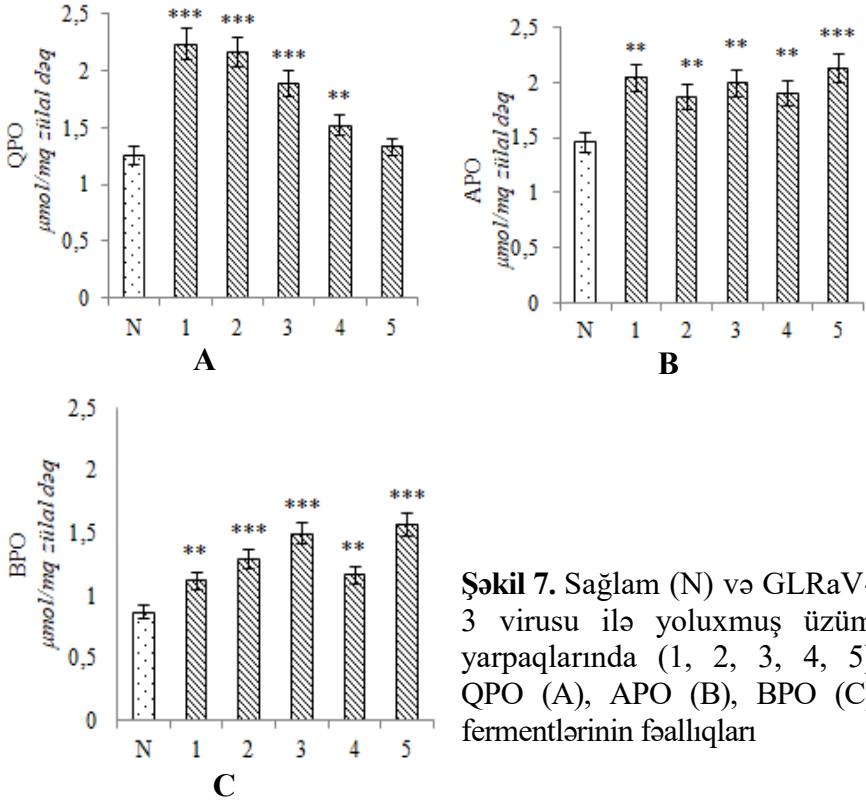 2,5
2
1,5
1
0,5
0
QPO
µmol/mq zülal dəq
***
***
***
**
N 1 2 3 4 5
A
2,5
2
1,5
1
0,5
0
APO
µmol/mq zülal dəq
**
**
**
**
***
N 1 2 3 4 5
B
2,5
2
1,5
1
0,5
0
BPO
µmol/mq zülal dəq
**
***
***
**
***
N 1 2 3 4 5
C
Şəkil 7. Sağlam (N) və GLRaV-
3 virusu ilə yoluxmuş üzüm
yarpaqlarında (1, 2, 3, 4, 5)
QPO (A), APO (B), BPO (C)
fermentlərinin fəallıqları